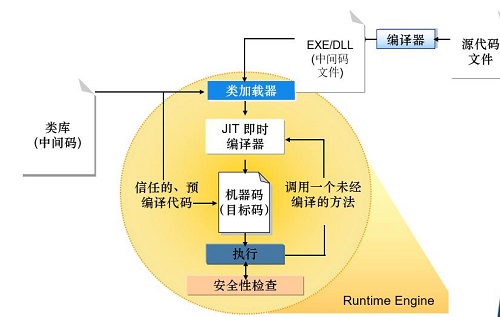 EXE/DLL
(中间码
文件)
编译器
源代码
文件
类加载器
类库
(中间码)
JIT 即时
编译器
信任的、预
编译代码
机器码
(目标码)
调用一个未经
编译的方法
执行
安全性检查
Runtime Engine